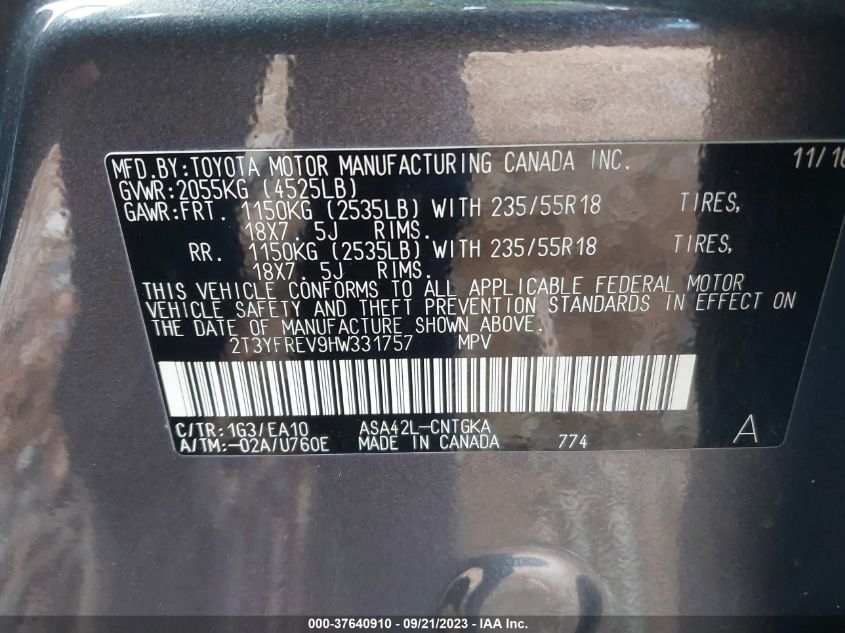 MFD.BY:TOYOTA MOTOR MANUFACTURING CANADA INC. 11/16
GVWR:2055KG (4525LB)
GAWR:FRT. 1150KG (2535LB) WITH 235/55R18 TIRES,
18X7.5J RIMS.
RR. 1150KG (2535LB) WITH 235/55R18 TIRES,
18X7.5J RIMS.
THIS VEHICLE CONFORMS TO ALL APPLICABLE FEDERAL MOTOR
VEHICLE SAFETY AND THEFT PREVENTION STANDARDS IN EFFECT ON
THE DATE OF MANUFACTURE SHOWN ABOVE.
2T3YFREV9HW331757 MPV
C/TR:1G3/EA10 ASA42L-CNTGKA
A/TM:-02A/U760E MADE IN CANADA 774 A
000-37640910 - 09/21/2023 - IAA Inc.